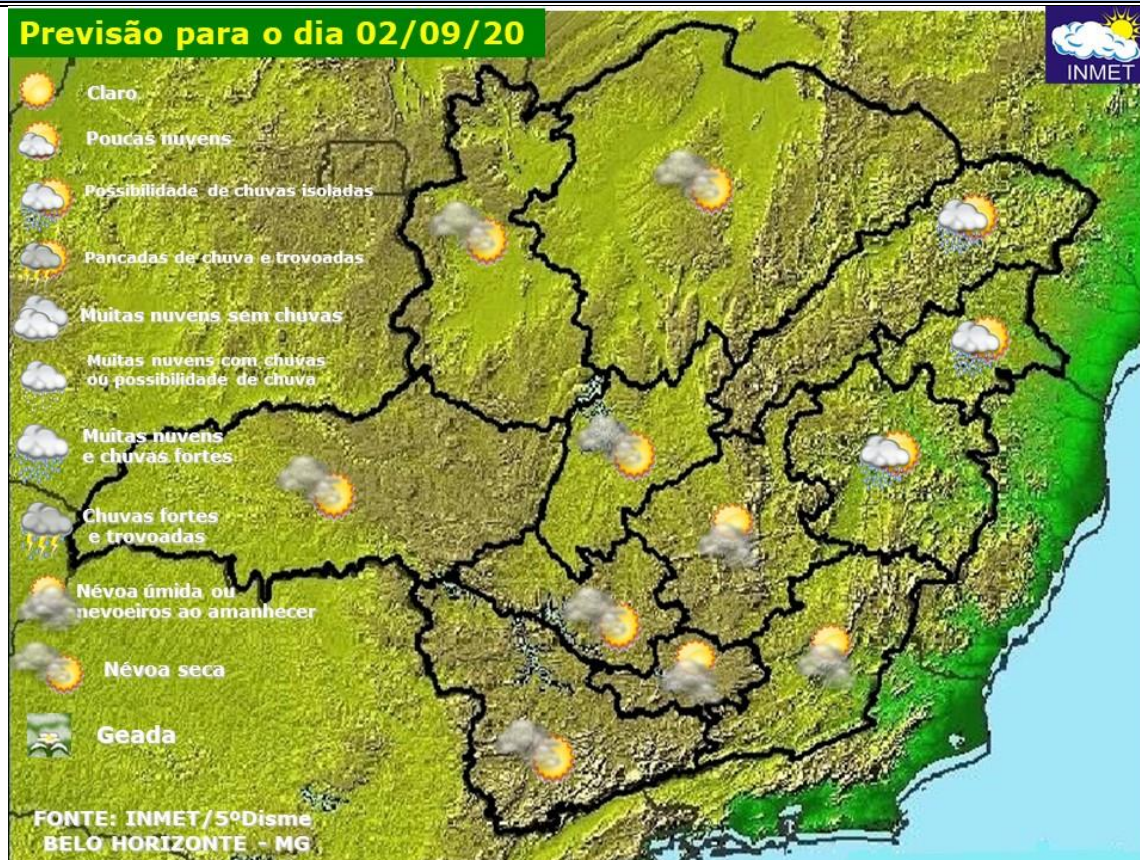 Previsão para o dia 02/09/20
INMET
Claro
Poucas nuvens
Possibilidade de chuvas isoladas
Pancadas de chuva e trovoadas
Muitas nuvens sem chuvas
Muitas nuvens com chuvas
ou possibilidade de chuva
Muitas nuvens
e chuvas fortes
Chuvas fortes
e trovoadas
Névoa úmida ou
nevoeiros ao amanhecer
Névoa seca
Geada
FONTE: INMET/5ºDisme
BELO HORIZONTE - MG